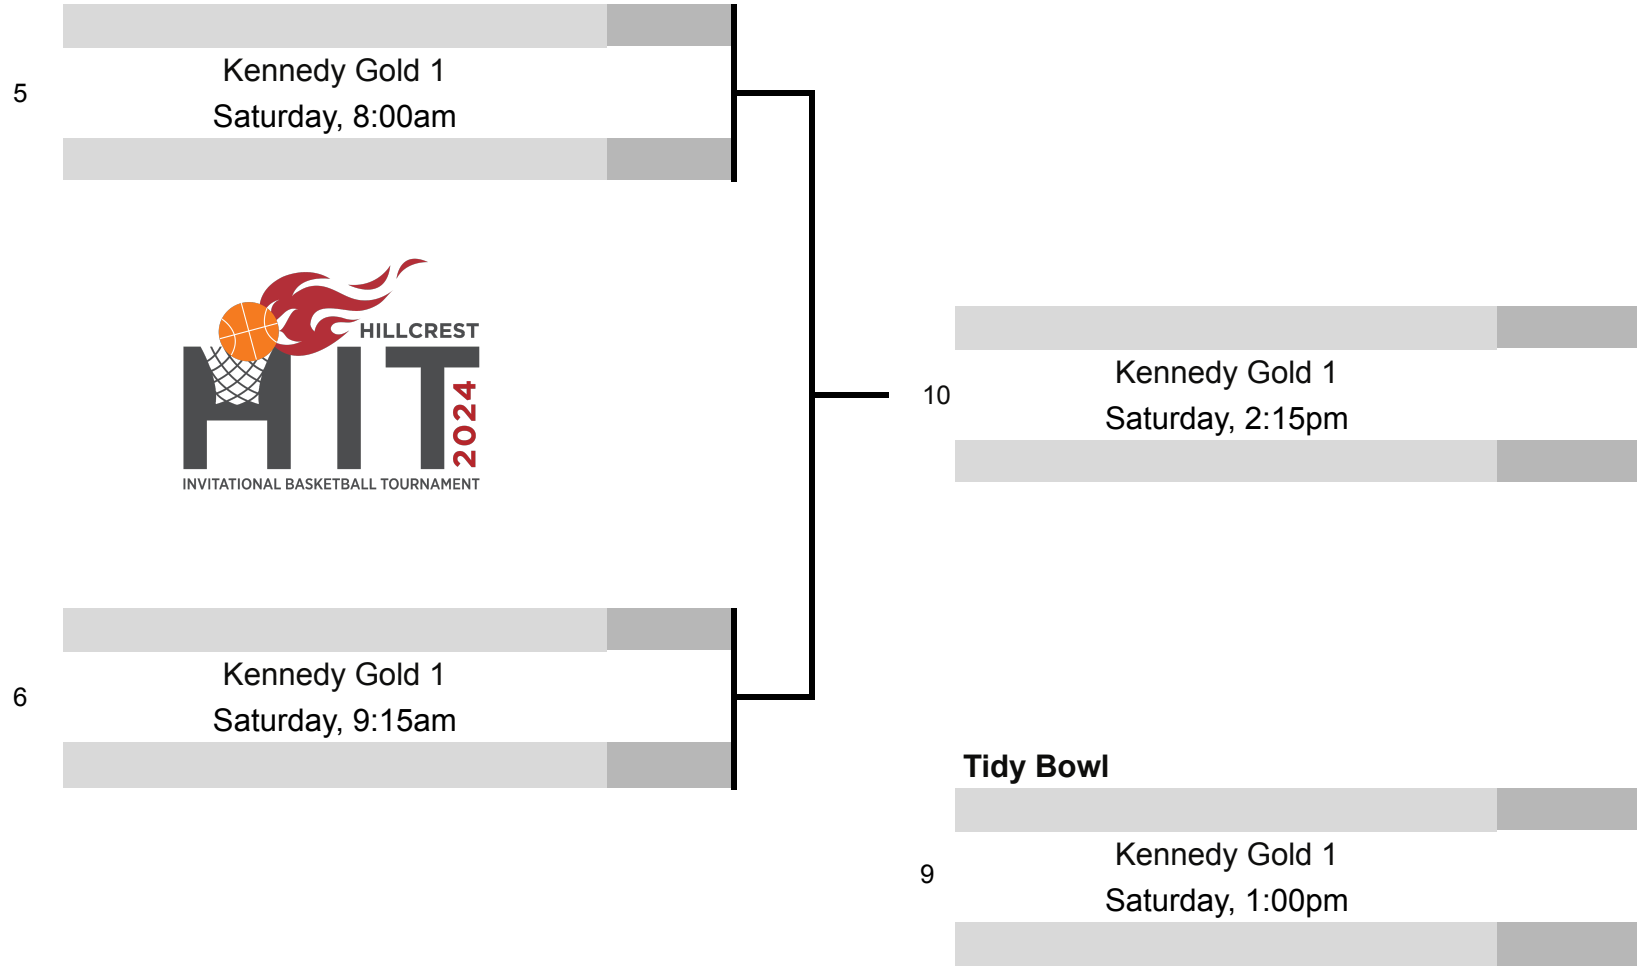 Kennedy Gold 1
5
Saturday, 8:00am
HILLCREST
HIT
2024
INVITATIONAL BASKETBALL TOURNAMENT
Kennedy Gold 1
10
Saturday, 2:15pm
Kennedy Gold 1
6
Saturday, 9:15am
Tidy Bowl
Kennedy Gold 1
9
Saturday, 1:00pm